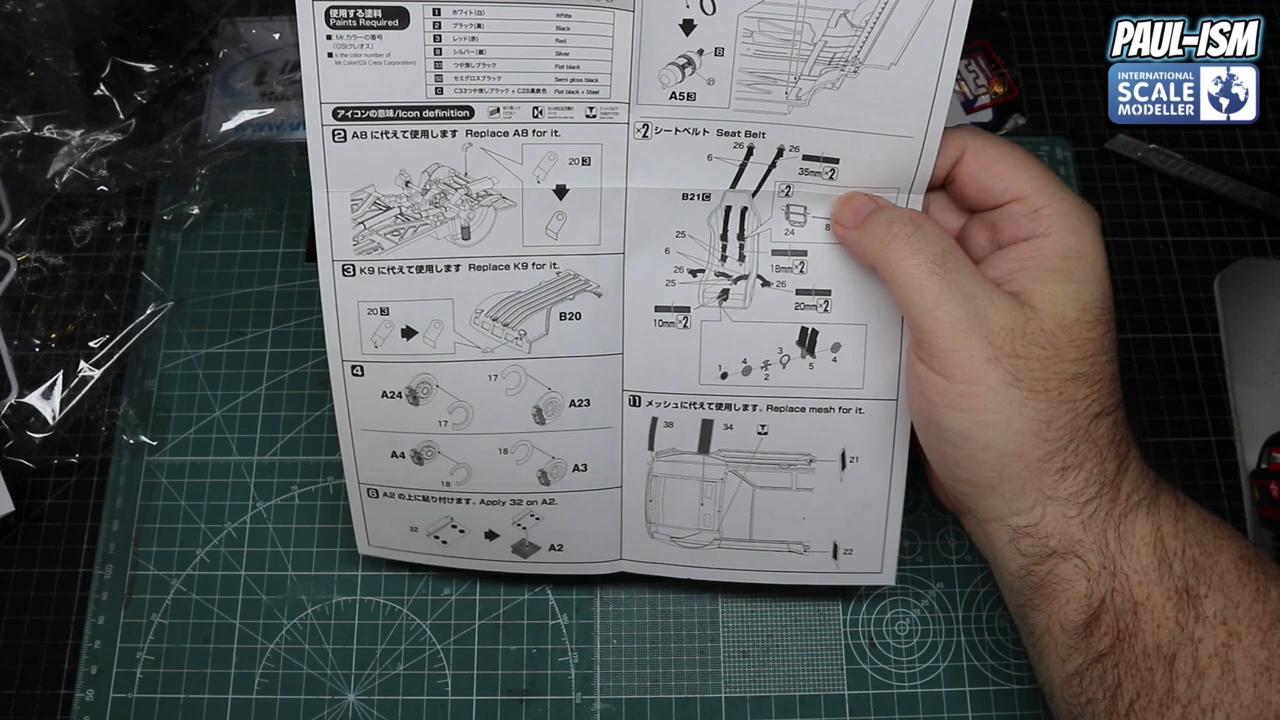 PAUL-ISM
INTERNATIONAL
SCALE
MODELLER
使用する塗料
Paints Required
■ Mr.カラーの番号
(GSIクレオス)
■ is the color number of
Mr.Color(GSI Creos Corporation)
1 ホワイト(白) White
2 ブラック(黒) Black
3 レッド(赤) Red
8 シルバー(銀) Silver
33 つや消しブラック Flat black
92 セミグロスブラック Semi gloss black
C C33つや消しブラック + C28黒鉄色 Flat black + Steel
アイコンの意味/Icon definition
2 A8 に代えて使用します Replace A8 for it.
20 3
3 K9 に代えて使用します Replace K9 for it.
20 3
B20
4
A24
17
17
A23
A4
18
18
A3
6 A2 の上に貼り付けます。Apply 32 on A2.
32
A2
B
A5 3
×2 シートベルト Seat Belt
26
26
6
35mm×2
B21 C
×2
24
8
25
6
18mm×2
26
25
26
20mm×2
10mm×2
1
4
2
3
5
4
11 メッシュに代えて使用します。Replace mesh for it.
38
34
21
22